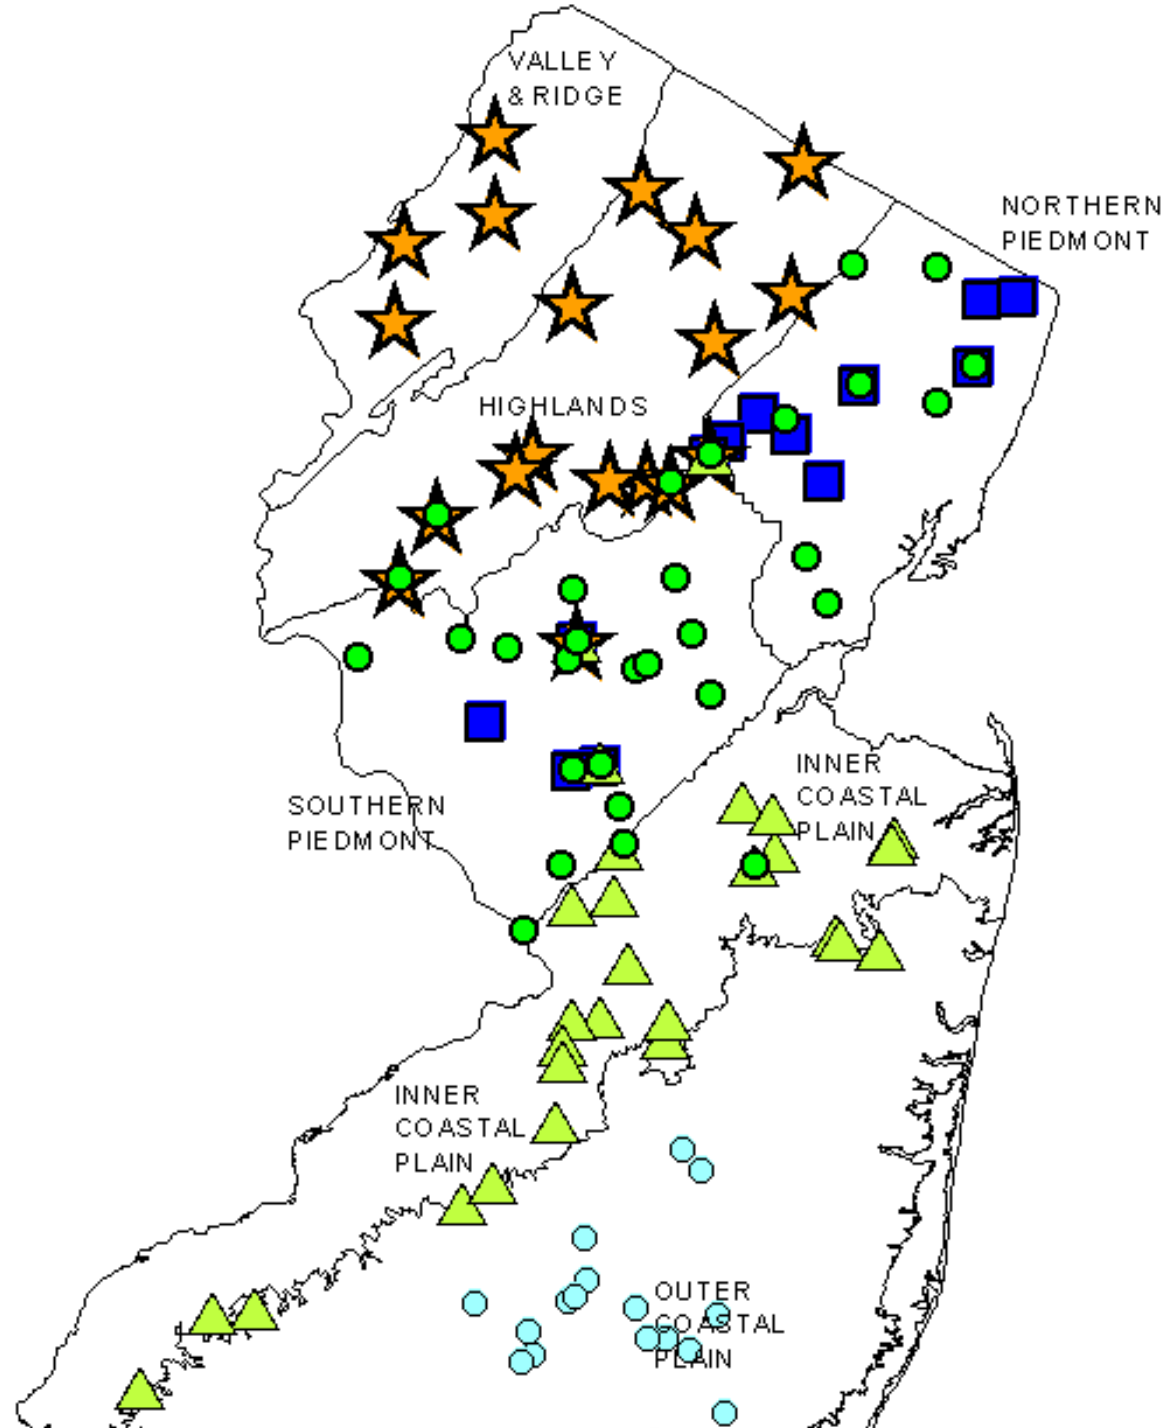 VALLEY
& RIDGE
NORTHERN
PIEDMONT
HIGHLANDS
INNER
COASTAL
PLAIN
SOUTHERN
PIEDMONT
INNER
COASTAL
PLAIN
OUTER
COASTAL
PLAIN